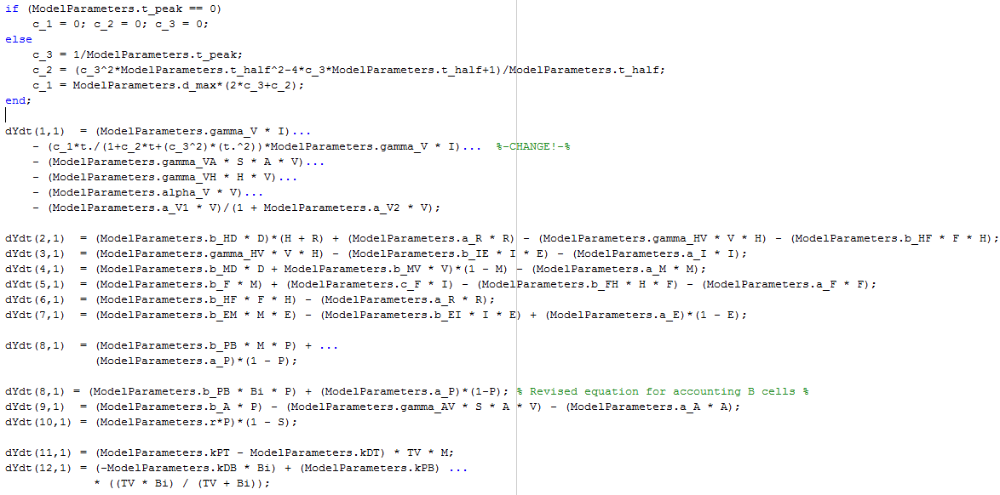 if (ModelParameters.t_peak == 0)
    c_1 = 0; c_2 = 0; c_3 = 0;
else
    c_3 = 1/ModelParameters.t_peak;
    c_2 = (c_3^2*ModelParameters.t_half^2-4*c_3*ModelParameters.t_half+1)/ModelParameters.t_half;
    c_1 = ModelParameters.d_max*(2*c_3+c_2);
end;
dYdt(1,1)  = (ModelParameters.gamma_V * I)...
    - (c_1*t./(1+c_2*t+(c_3^2)*(t.^2))*ModelParameters.gamma_V * I)...  %-CHANGE!-%
    - (ModelParameters.gamma_VA * S * A * V)...
    - (ModelParameters.gamma_VH * H * V)...
    - (ModelParameters.alpha_V * V)...
    - (ModelParameters.a_V1 * V)/(1 + ModelParameters.a_V2 * V);
dYdt(2,1)  = (ModelParameters.b_HD * D)*(H + R) + (ModelParameters.a_R * R) - (ModelParameters.gamma_HV * V * H) - (ModelParameters.b_HF * F * H);
dYdt(3,1)  = (ModelParameters.gamma_HV * V * H) - (ModelParameters.b_IE * I * E) - (ModelParameters.a_I * I);
dYdt(4,1)  = (ModelParameters.b_MD * D + ModelParameters.b_MV * V)*(1 - M) - (ModelParameters.a_M * M);
dYdt(5,1)  = (ModelParameters.b_F * M) + (ModelParameters.c_F * I) - (ModelParameters.b_FH * H * F) - (ModelParameters.a_F * F);
dYdt(6,1)  = (ModelParameters.b_HF * F * H) - (ModelParameters.a_R * R);
dYdt(7,1)  = (ModelParameters.b_EM * M * E) - (ModelParameters.b_EI * I * E) + (ModelParameters.a_E)*(1 - E);
dYdt(8,1)  = (ModelParameters.b_PB * M * P) + ...
             (ModelParameters.a_P)*(1 - P);
dYdt(8,1) = (ModelParameters.b_PB * Bi * P) + (ModelParameters.a_P)*(1-P); % Revised equation for accounting B cells %
dYdt(9,1)  = (ModelParameters.b_A * P) - (ModelParameters.gamma_AV * S * A * V) - (ModelParameters.a_A * A);
dYdt(10,1) = (ModelParameters.r*P)*(1 - S);
dYdt(11,1) = (ModelParameters.kPT - ModelParameters.kDT) * TV * M;
dYdt(12,1) = (-ModelParameters.kDB * Bi) + (ModelParameters.kPB) ...
             * ((TV * Bi) / (TV + Bi));